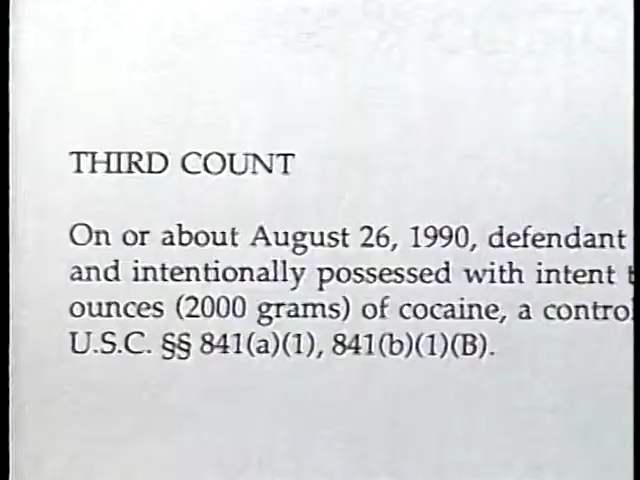 THIRD COUNT
On or about August 26, 1990, defendant
and intentionally possessed with intent
ounces (2000 grams) of cocaine, a contro
U.S.C. §§ 841(a)(1), 841(b)(1)(B).